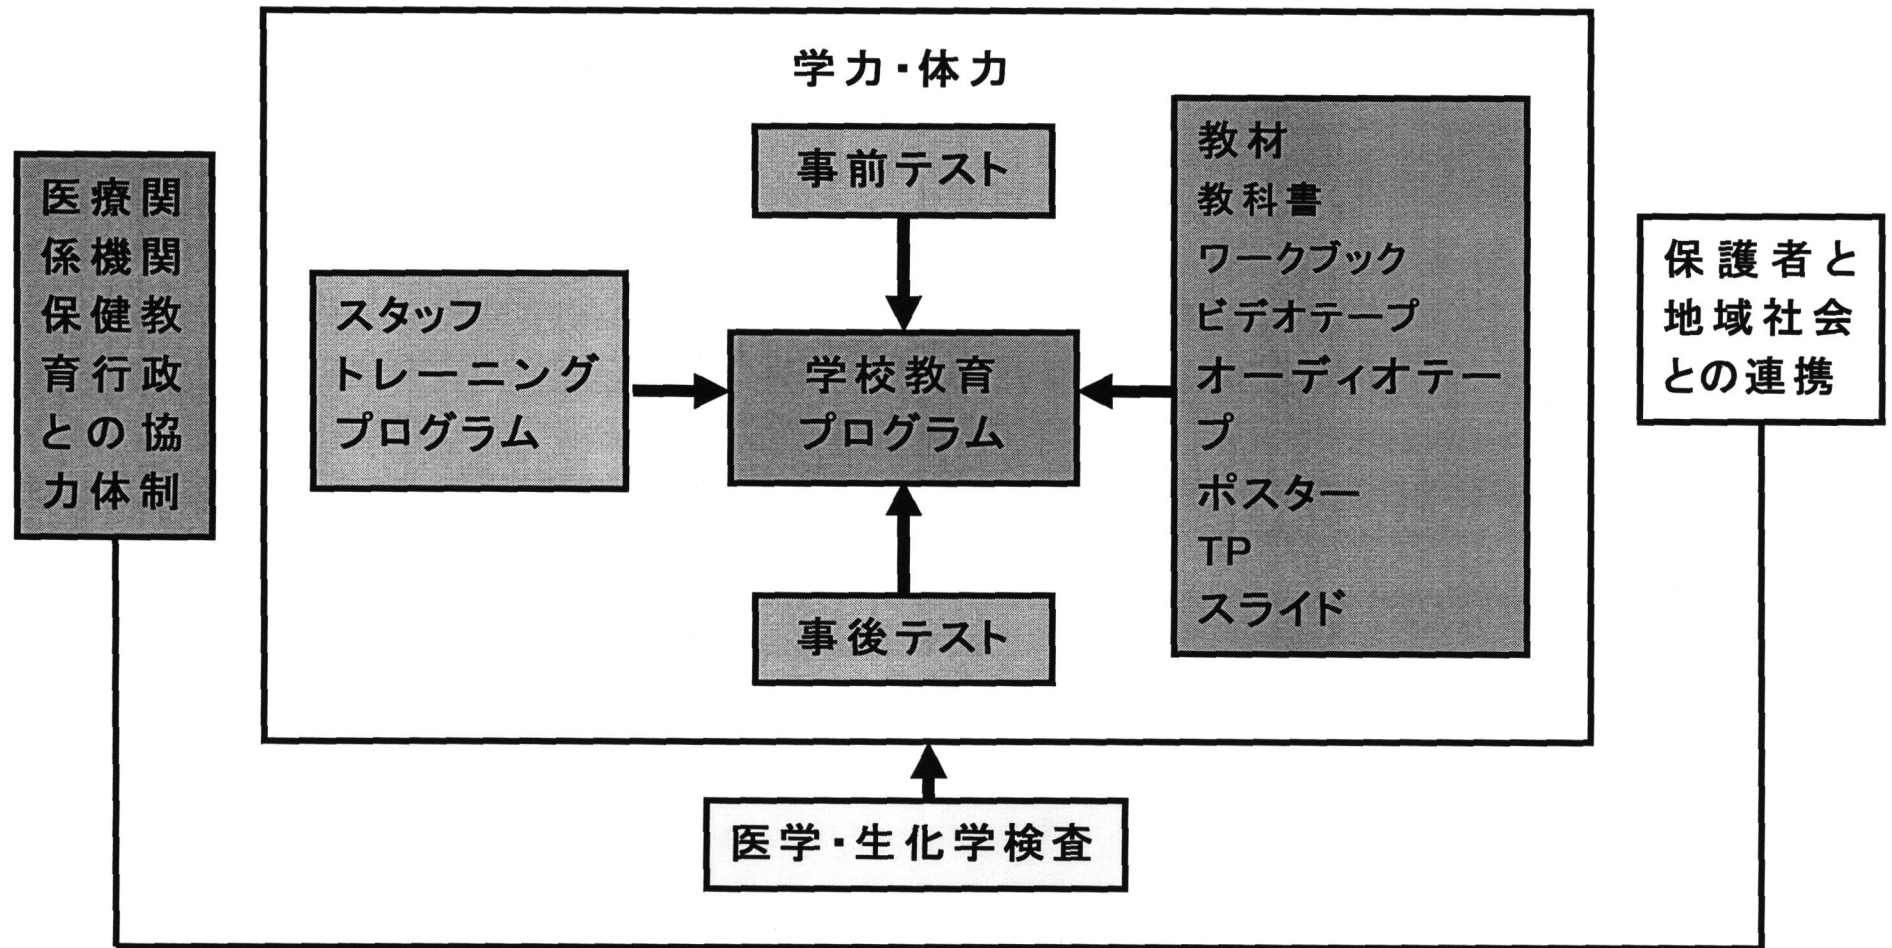 学力・体力
医療関
係機関
保健教
育行政
との協
力体制
事前テスト
スタッフ
トレーニング
プログラム
学校教育
プログラム
事後テスト
教材
教科書
ワークブック
ビデオテープ
オーディオテー
プ
ポスター
TP
スライド
保護者と
地域社会
との連携
医学・生化学検査